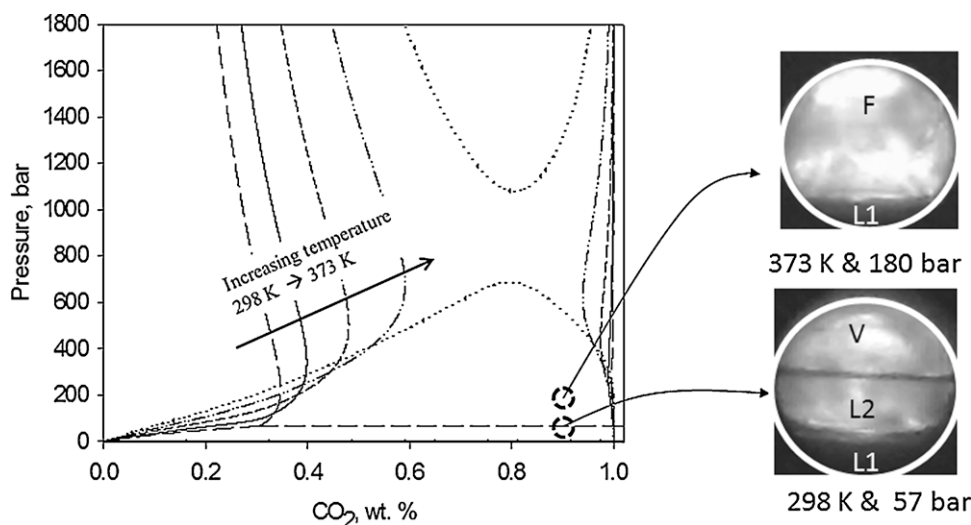 1800
1600
1400
1200
1000
800
600
400
200
0
Pressure, bar
Increasing temperature
298 K → 373 K
0.0
0.2
0.4
0.6
0.8
1.0
CO₂, wt. %
F
L1
373 K & 180 bar
V
L2
L1
298 K & 57 bar